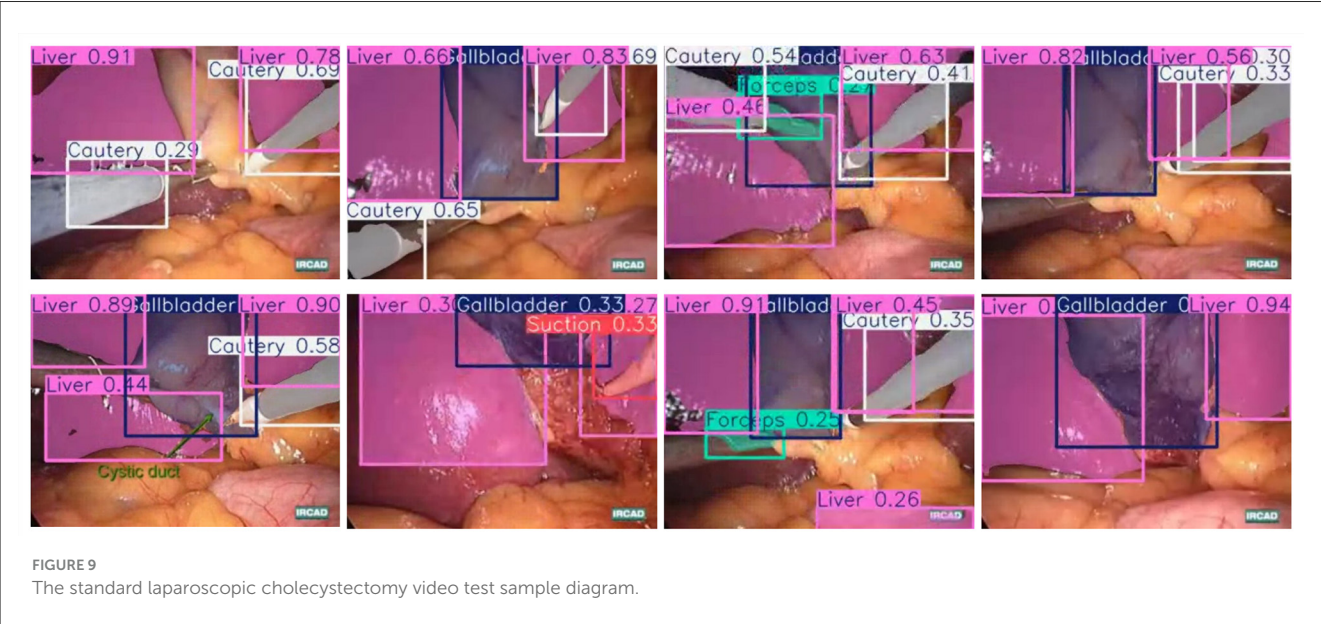 Liver 0.91
Liver 0.78
Cautery 0.69
Cautery 0.29
IRCAD
Liver 0.66
Liver 0.83
69
Cautery 0.65
IRCAD
Cautery 0.54
Liver 0.63
Cautery 0.41
Liver 0.46
IRCAD
Liver 0.82
Liver 0.56
0.30
Cautery 0.33
IRCAD
Liver 0.89
Gallbladder
Liver 0.90
Cautery 0.58
Liver 0.44
Cystic duct
IRCAD
Gallbladder 0.33
.27
Suction 0.33
IRCAD
Liver 0.91
Liver 0.45
Cautery 0.35
Forceps 0.25
Liver 0.26
IRCAD
Liver 0.
Gallbladder 0
Liver 0.94
IRCAD
FIGURE 9
The standard laparoscopic cholecystectomy video test sample diagram.